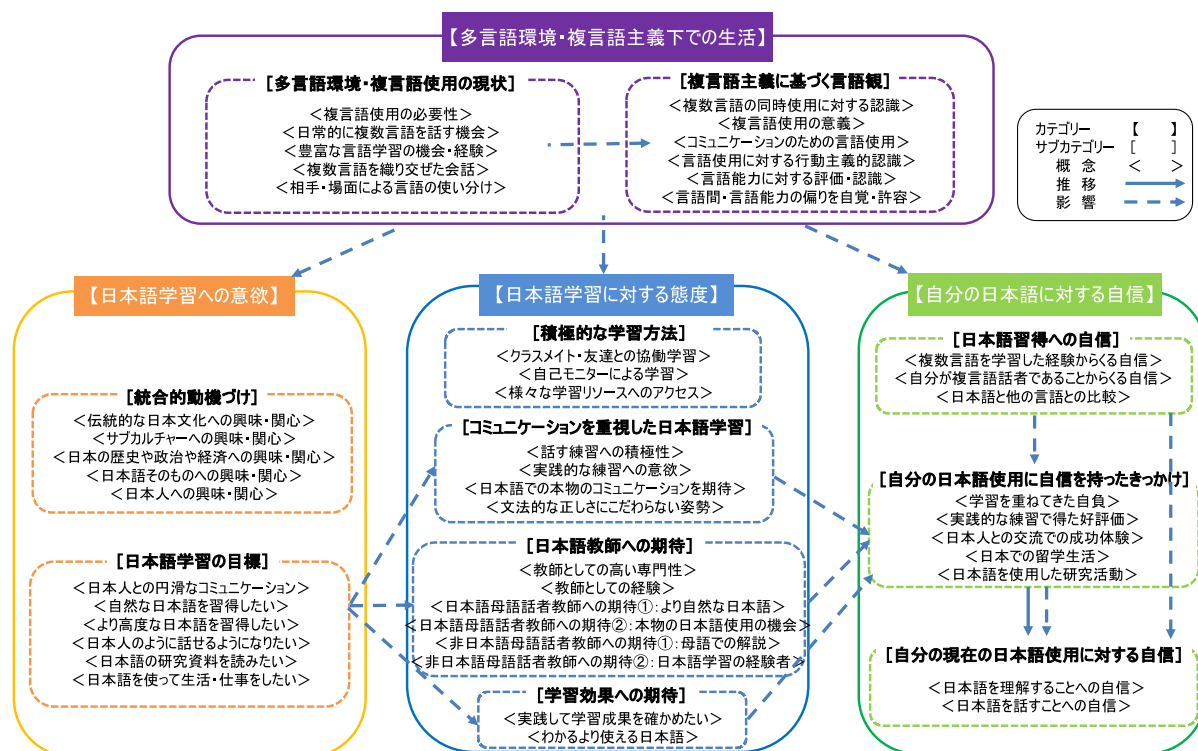 【多言語環境・複言語主義下での生活】
[多言語環境・複言語使用の現状]
<複言語使用の必要性>
<日常的に複数言語を話す機会>
<豊富な言語学習の機会・経験>
<複数言語を織り交ぜた会話>
<相手・場面による言語の使い分け>
[複言語主義に基づく言語観]
<複数言語の同時使用に対する認識>
<複言語使用の意義>
<コミュニケーションのための言語使用>
<言語使用に対する行動主義的認識>
<言語能力に対する評価・認識>
<言語間・言語能力の偏りを自覚・許容>
カテゴリー 【 】
サブカテゴリー [ ]
概 念 < >
推 移
影 響
【日本語学習への意欲】
[統合的動機づけ]
<伝統的な日本文化への興味・関心>
<サブカルチャーへの興味・関心>
<日本の歴史や政治や経済への興味・関心>
<日本語そのものへの興味・関心>
<日本人への興味・関心>
[日本語学習の目標]
<日本人との円滑なコミュニケーション>
<自然な日本語を習得したい>
<より高度な日本語を習得したい>
<日本人のように話せるようになりたい>
<日本語の研究資料を読みたい>
<日本語を使って生活・仕事をしたい>
【日本語学習に対する態度】
[積極的な学習方法]
<クラスメイト・友達との協働学習>
<自己モニターによる学習>
<様々な学習リソースへのアクセス>
[コミュニケーションを重視した日本語学習]
<話す練習への積極性>
<実践的な練習への意欲>
<日本語での本物のコミュニケーションを期待>
<文法的な正しさにこだわらない姿勢>
[日本語教師への期待]
<教師としての高い専門性>
<教師としての経験>
<日本語母語話者教師への期待①:より自然な日本語>
<日本語母語話者教師への期待②:本物の日本語使用の機会>
<非日本語母語話者教師への期待①:母語での解説>
<非日本語母語話者教師への期待②:日本語学習の経験者>
[学習効果への期待]
<実践して学習成果を確かめたい>
<わかるより使える日本語>
【自分の日本語に対する自信】
[日本語習得への自信]
<複数言語を学習した経験からくる自信>
<自分が複言語話者であることからくる自信>
<日本語と他の言語との比較>
[自分の日本語使用に自信を持ったきっかけ]
<学習を重ねてきた自負>
<実践的な練習で得た好評価>
<日本人との交流での成功体験>
<日本での留学生活>
<日本語を使用した研究活動>
[自分の現在の日本語使用に対する自信]
<日本語を理解することへの自信>
<日本語を話すことへの自信>